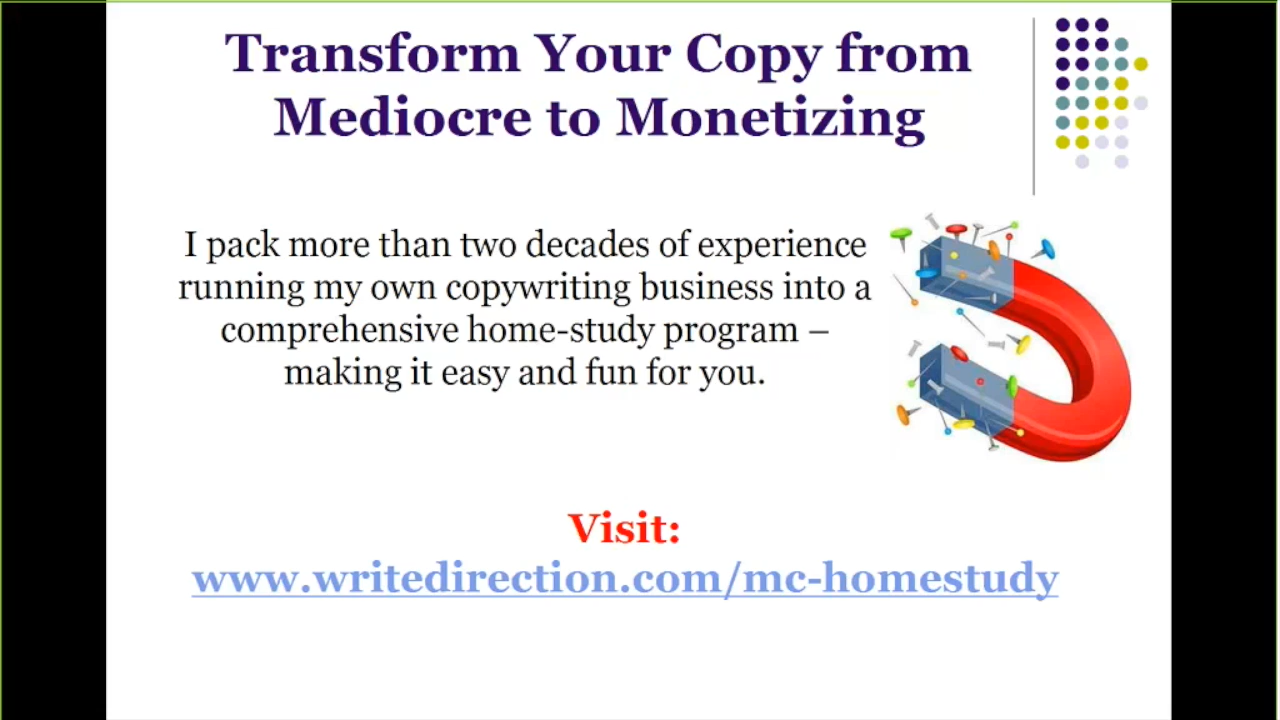 Transform Your Copy from
Mediocre to Monetizing
I pack more than two decades of experience
running my own copywriting business into a
comprehensive home-study program –
making it easy and fun for you.
Visit:
www.writedirection.com/mc-homestudy